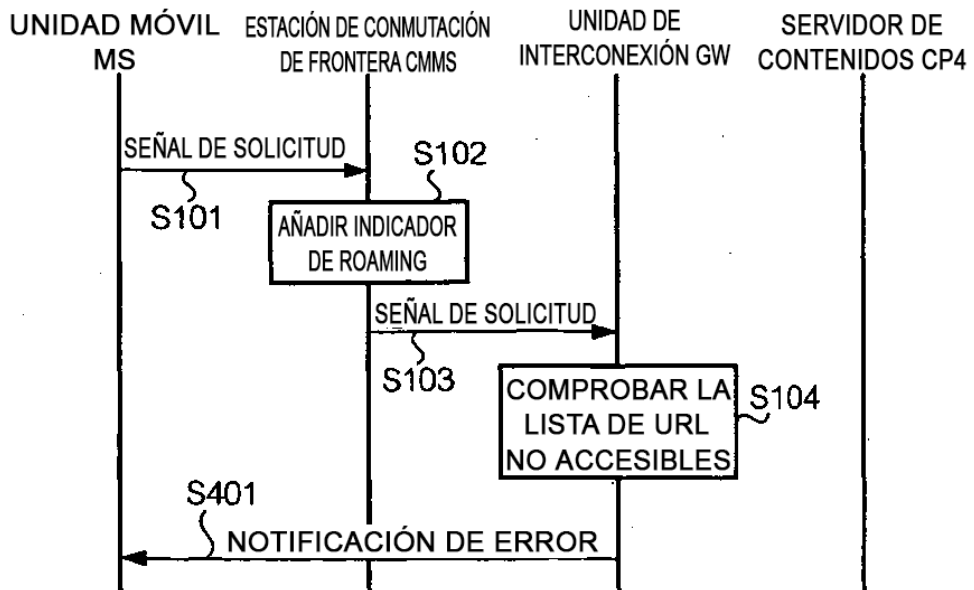 UNIDAD MÓVIL
MS
ESTACIÓN DE CONMUTACIÓN
DE FRONTERA CMMS
UNIDAD DE
INTERCONEXIÓN GW
SERVIDOR DE
CONTENIDOS CP4
SEÑAL DE SOLICITUD
S101
S102
AÑADIR INDICADOR
DE ROAMING
SEÑAL DE SOLICITUD
S103
COMPROBAR LA
LISTA DE URL
NO ACCESIBLES
S104
S401
NOTIFICACIÓN DE ERROR